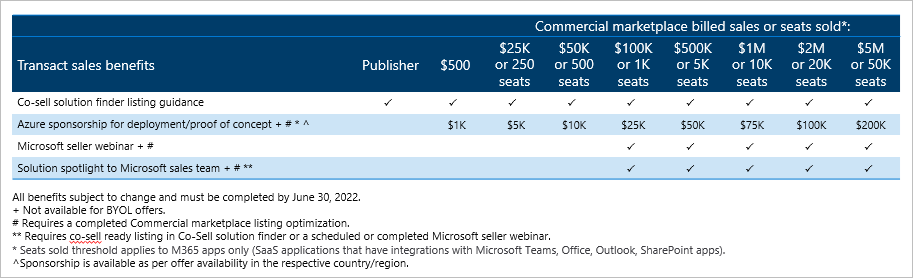 Commercial marketplace billed sales or seats sold*:
Transact sales benefits Publisher $500 $25K or 250 seats $50K or 500 seats $100K or 1K seats $500K or 5K seats $1M or 10K seats $2M or 20K seats $5M or 50K seats
Co-sell solution finder listing guidance ✓ ✓ ✓ ✓ ✓ ✓ ✓ ✓ ✓
Azure sponsorship for deployment/proof of concept + # * ^ $1K $5K $10K $25K $50K $75K $100K $200K
Microsoft seller webinar + # ✓ ✓ ✓ ✓ ✓
Solution spotlight to Microsoft sales team + # ** ✓ ✓ ✓ ✓ ✓
All benefits subject to change and must be completed by June 30, 2022.
+ Not available for BYOL offers.
# Requires a completed Commercial marketplace listing optimization.
** Requires co-sell ready listing in Co-Sell solution finder or a scheduled or completed Microsoft seller webinar.
* Seats sold threshold applies to M365 apps only (SaaS applications that have integrations with Microsoft Teams, Office, Outlook, SharePoint apps).
^Sponsorship is available as per offer availability in the respective country/region.